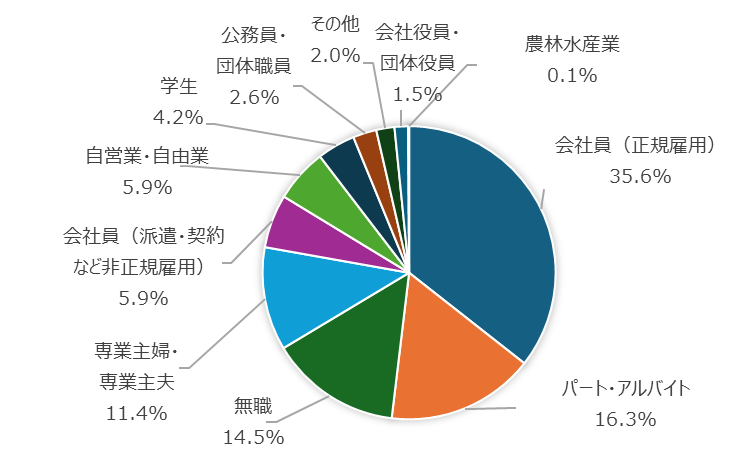 会社員（正規雇用）
35.6%
パート・アルバイト
16.3%
無職
14.5%
専業主婦・
専業主夫
11.4%
会社員（派遣・契約
など非正規雇用）
5.9%
自営業・自由業
5.9%
学生
4.2%
公務員・
団体職員
2.6%
その他
2.0%
会社役員・
団体役員
1.5%
農林水産業
0.1%